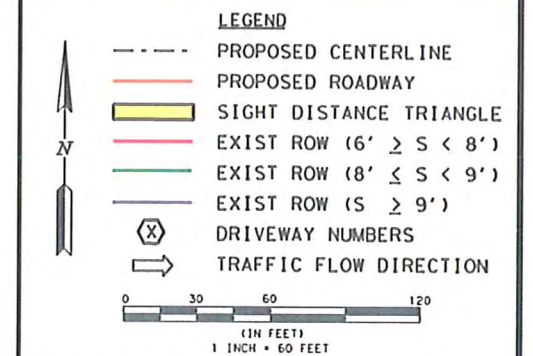 LEGEND
PROPOSED CENTERLINE
PROPOSED ROADWAY
SIGHT DISTANCE TRIANGLE
N
EXIST ROW (6' ≥ S < 8')
EXIST ROW (8' ≤ S < 9')
EXIST ROW (S ≥ 9')
X DRIVEWAY NUMBERS
TRAFFIC FLOW DIRECTION
0 30 60 120
(IN FEET)
1 INCH = 60 FEET